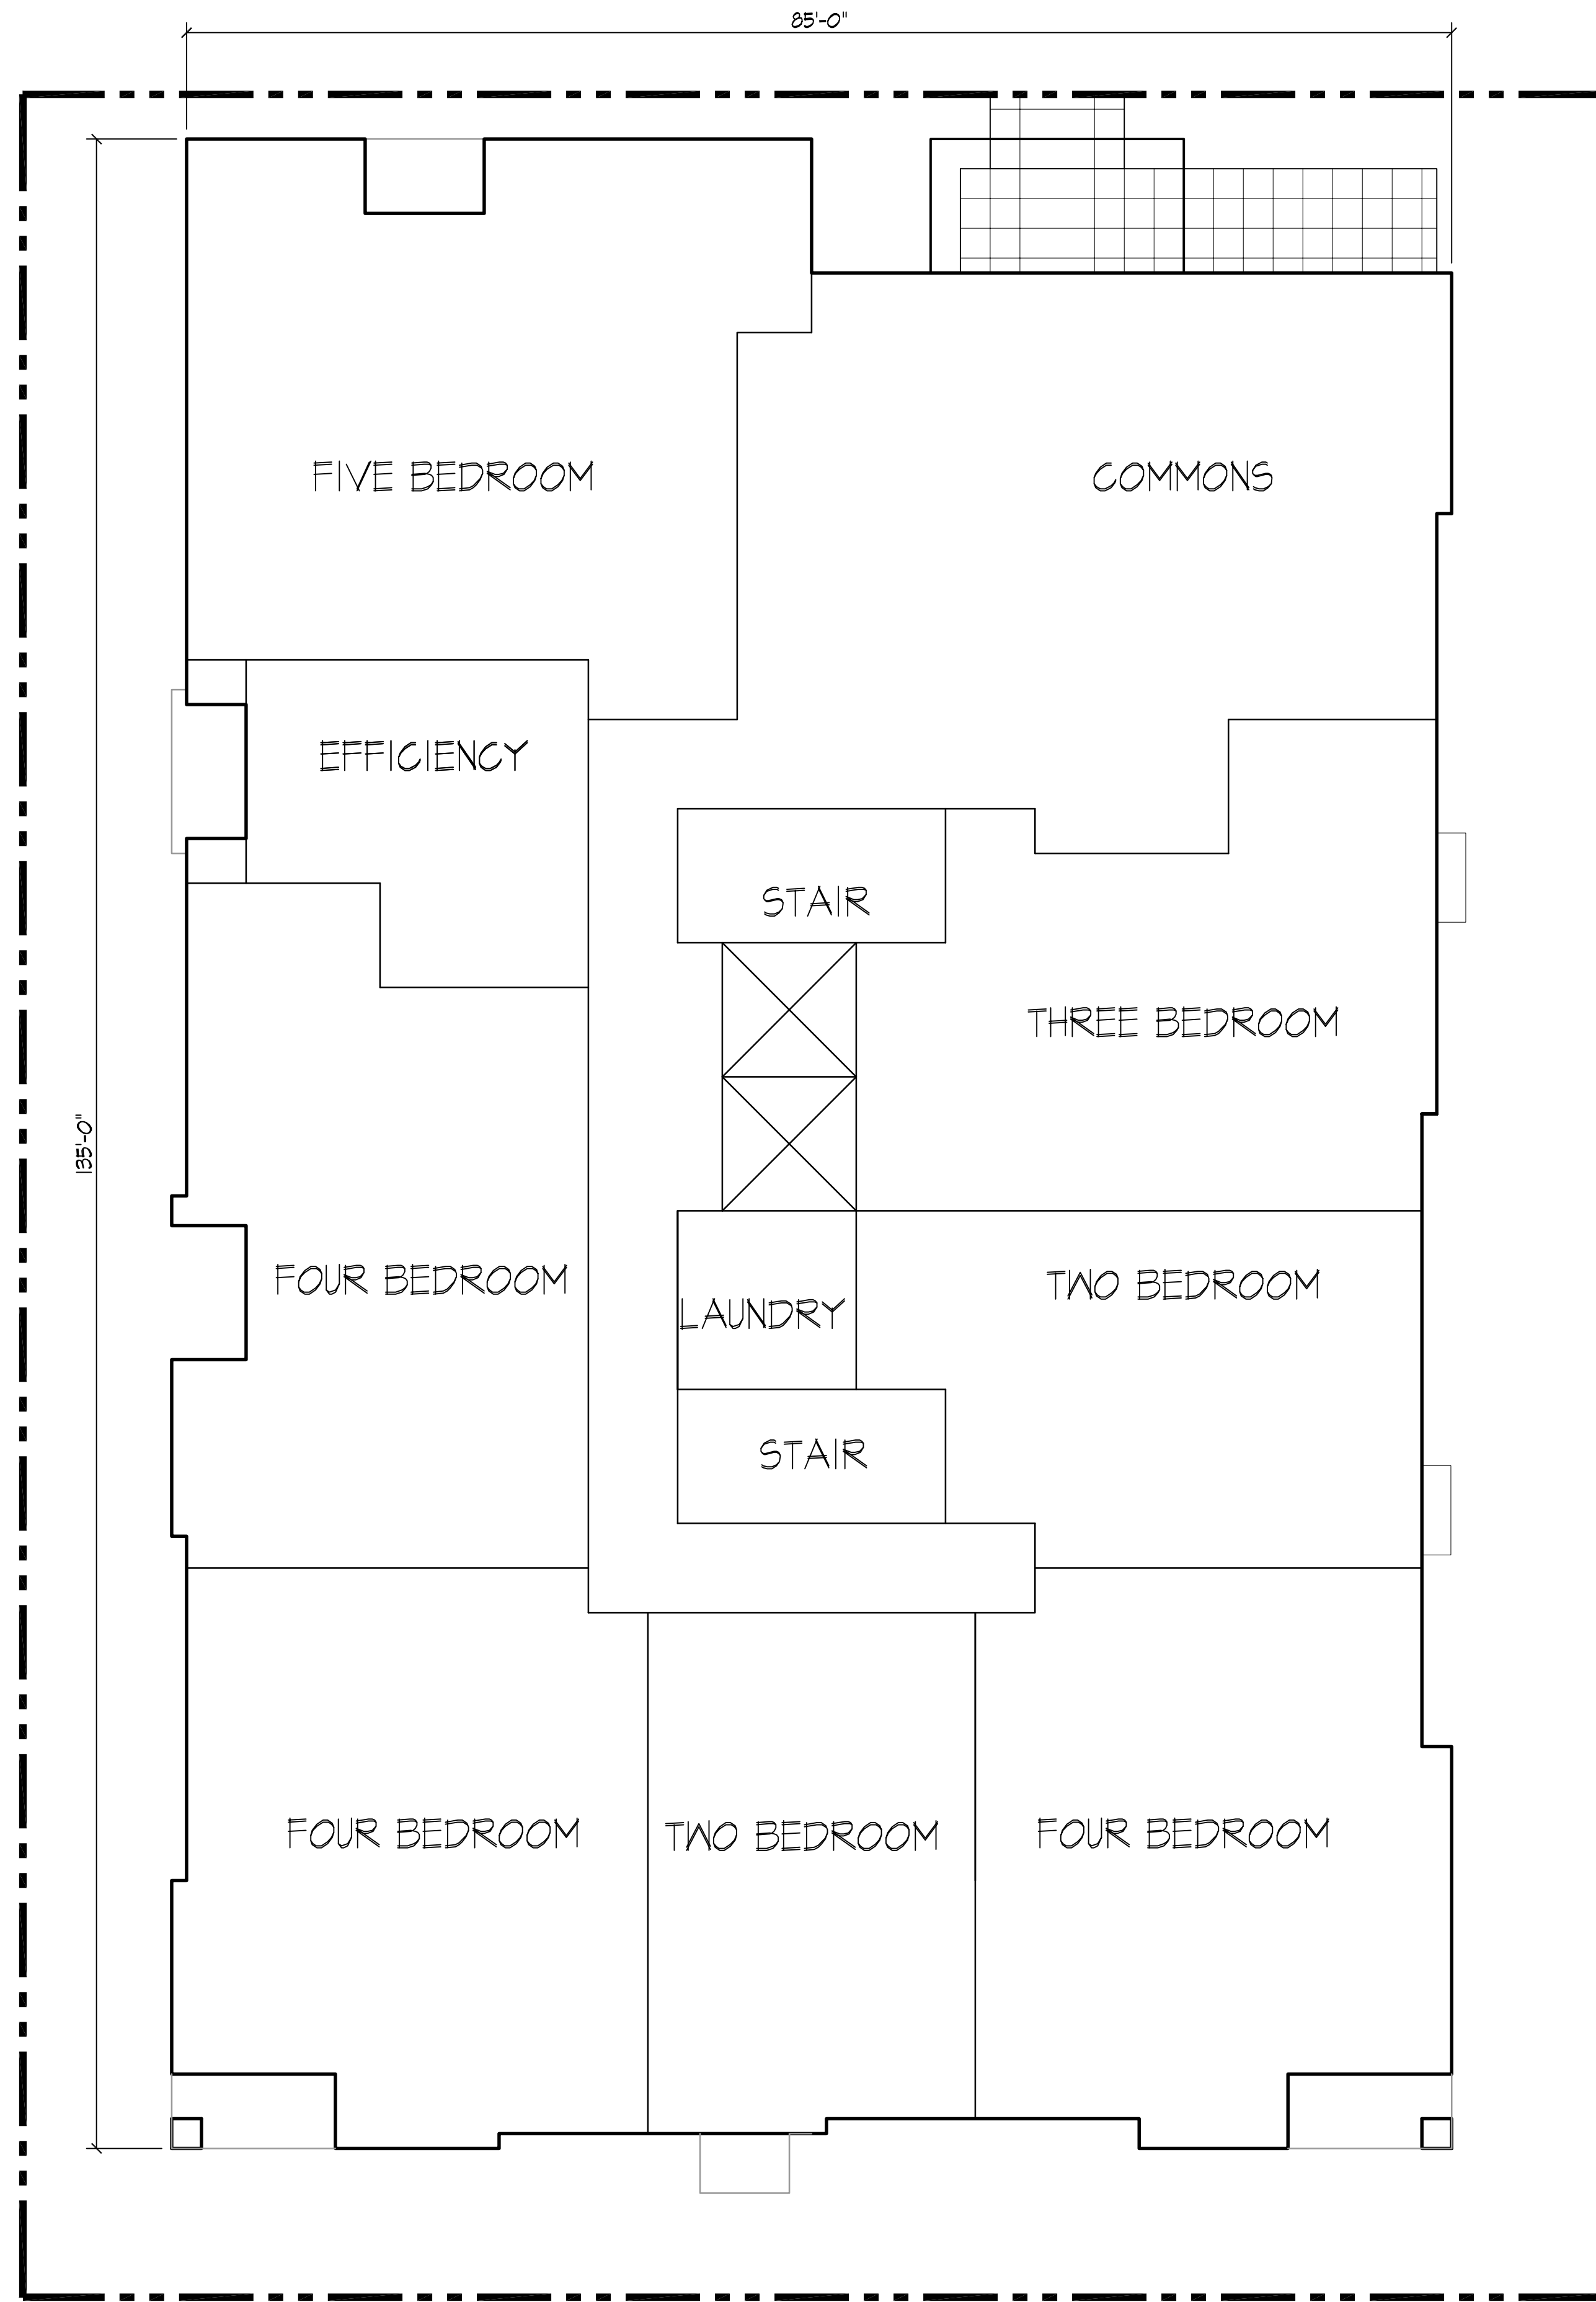 85'-0"
FIVE BEDROOM
COMMONS
EFFICIENCY
STAIR
THREE BEDROOM
135'-0"
FOUR BEDROOM
TWO BEDROOM
LAUNDRY
STAIR
FOUR BEDROOM
TWO BEDROOM
FOUR BEDROOM